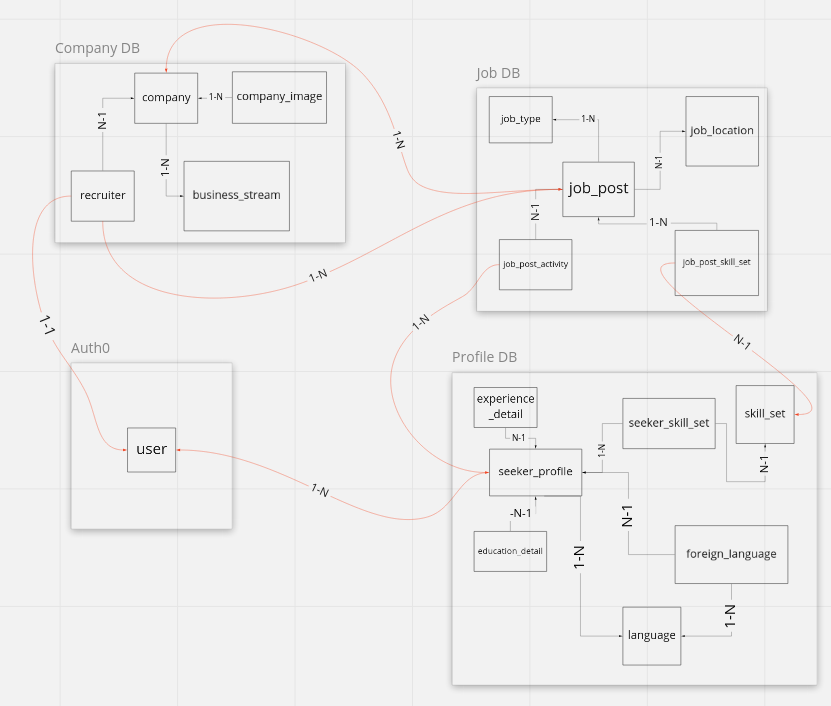 Company DB
company
1-N
company_image
N-1
1-N
recruiter
business_stream
1-N
1-N
1-1
Job DB
job_type
1-N
job_location
N-1
job_post
N-1
1-N
job_post_activity
job_post_skill_set
1-N
N-1
Auth0
user
1-N
Profile DB
experience
_detail
N-1
seeker_skill_set
skill_set
1-N
N-1
seeker_profile
-N-1
N-1
education_detail
1-N
foreign_language
1-N
language